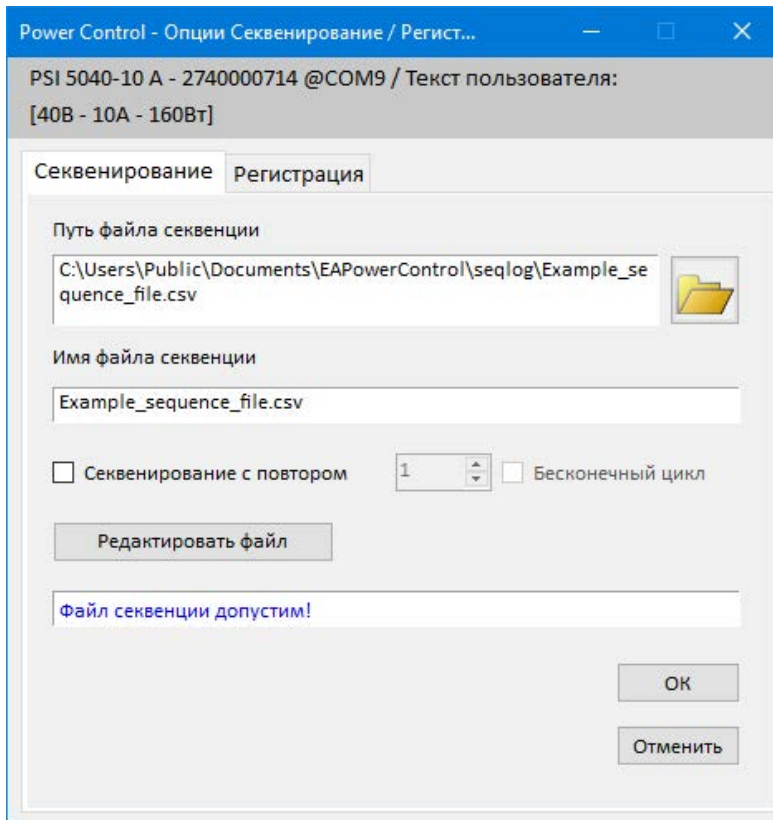 Power Control - Опции Секвенирование / Регист...
PSI 5040-10 A - 2740000714 @COM9 / Текст пользователя:
[40В - 10А - 160Вт]
Секвенирование Регистрация
Путь файла секвенции
C:\Users\Public\Documents\EAPowerControl\seqlog\Example_se
quence_file.csv
Имя файла секвенции
Example_sequence_file.csv
Секвенирование с повтором 1 Бесконечный цикл
Редактировать файл
Файл секвенции допустим!
ОК
Отменить